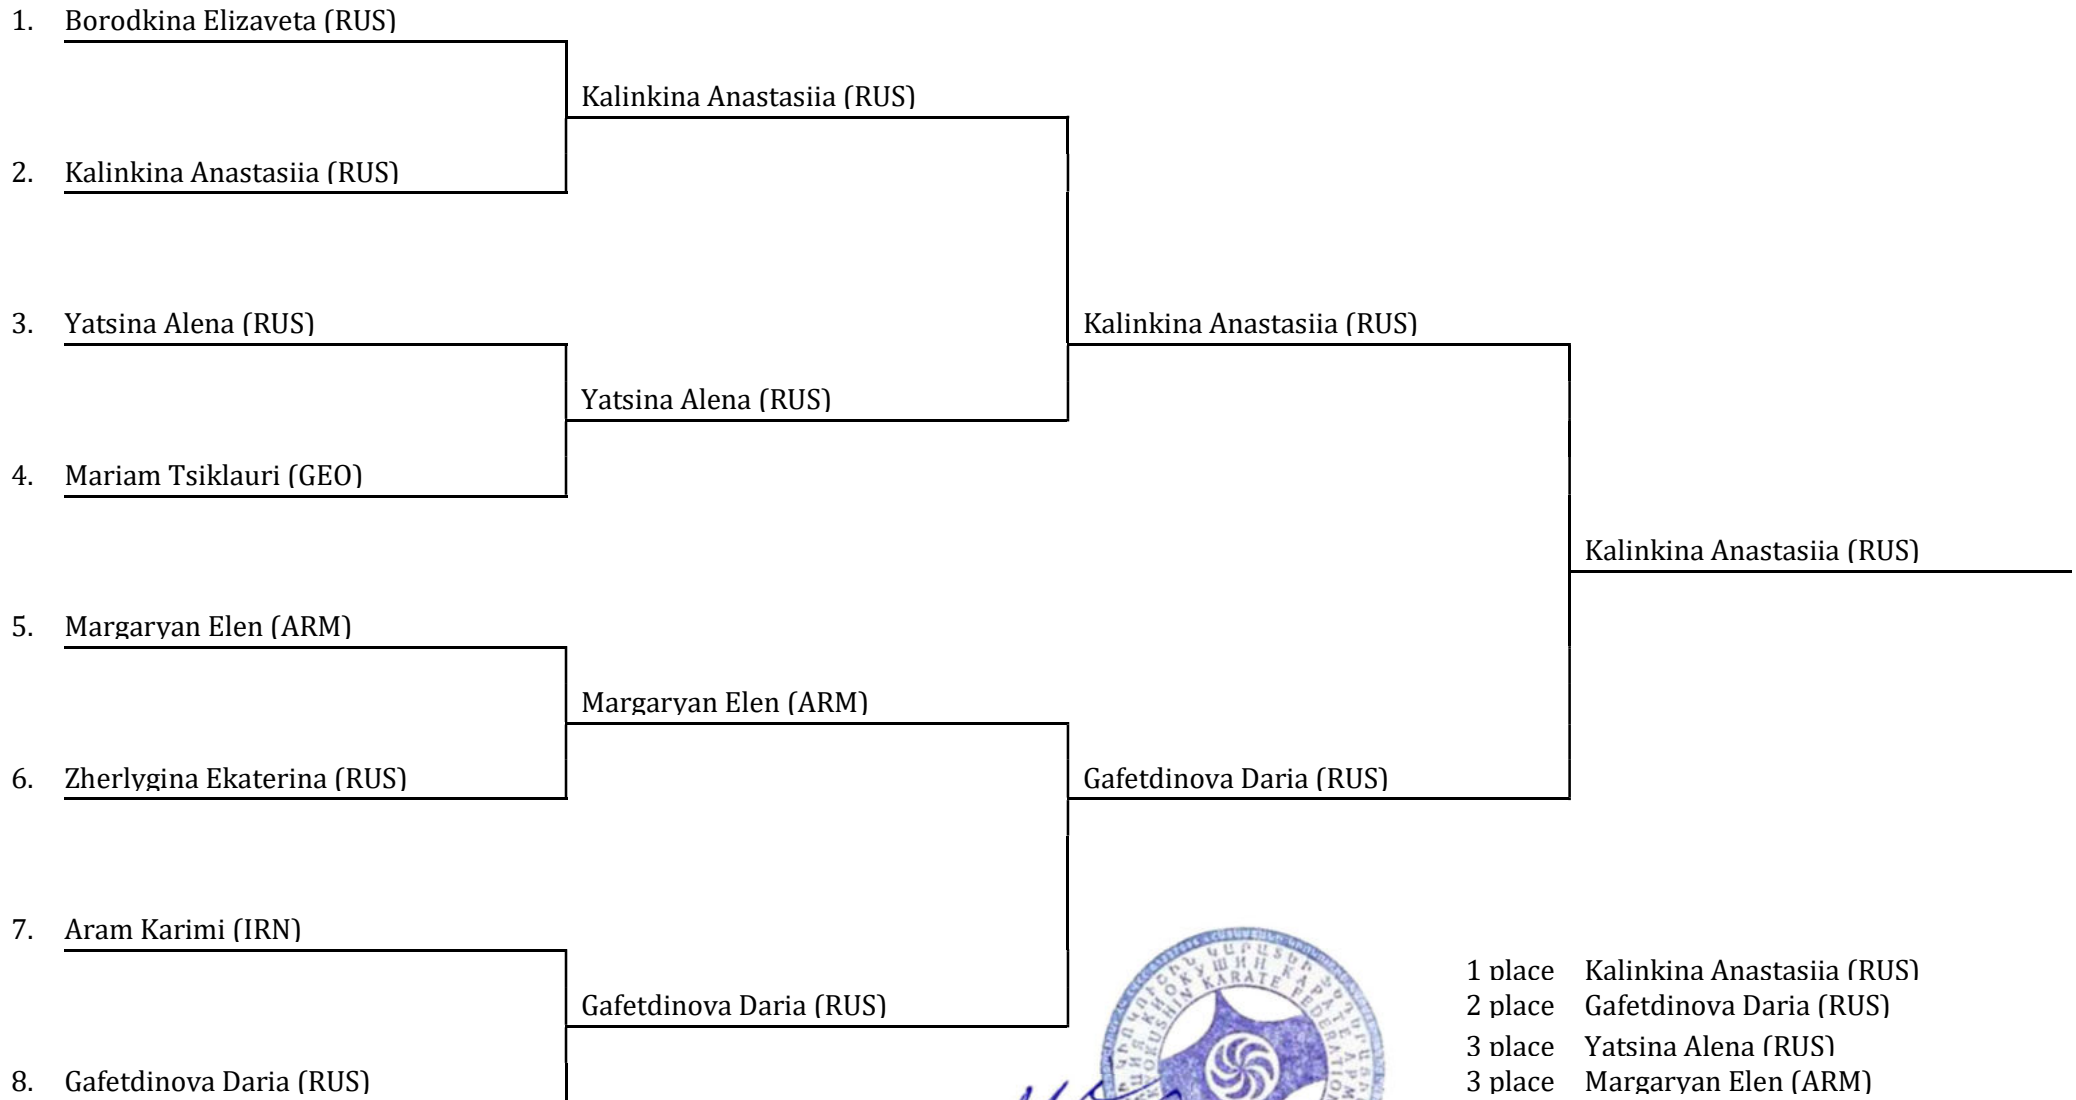 1. Borodkina Elizaveta (RUS)
Kalinkina Anastasiia (RUS)
2. Kalinkina Anastasiia (RUS)
3. Yatsina Alena (RUS)
Kalinkina Anastasiia (RUS)
Yatsina Alena (RUS)
4. Mariam Tsiklauri (GEO)
Kalinkina Anastasiia (RUS)
5. Margaryan Elen (ARM)
Margaryan Elen (ARM)
6. Zherlygina Ekaterina (RUS)
Gafetdinova Daria (RUS)
7. Aram Karimi (IRN)
Gafetdinova Daria (RUS)
8. Gafetdinova Daria (RUS)
1 place Kalinkina Anastasiia (RUS)
2 place Gafetdinova Daria (RUS)
3 place Yatsina Alena (RUS)
3 place Margaryan Elen (ARM)
KARATE FEDERATION